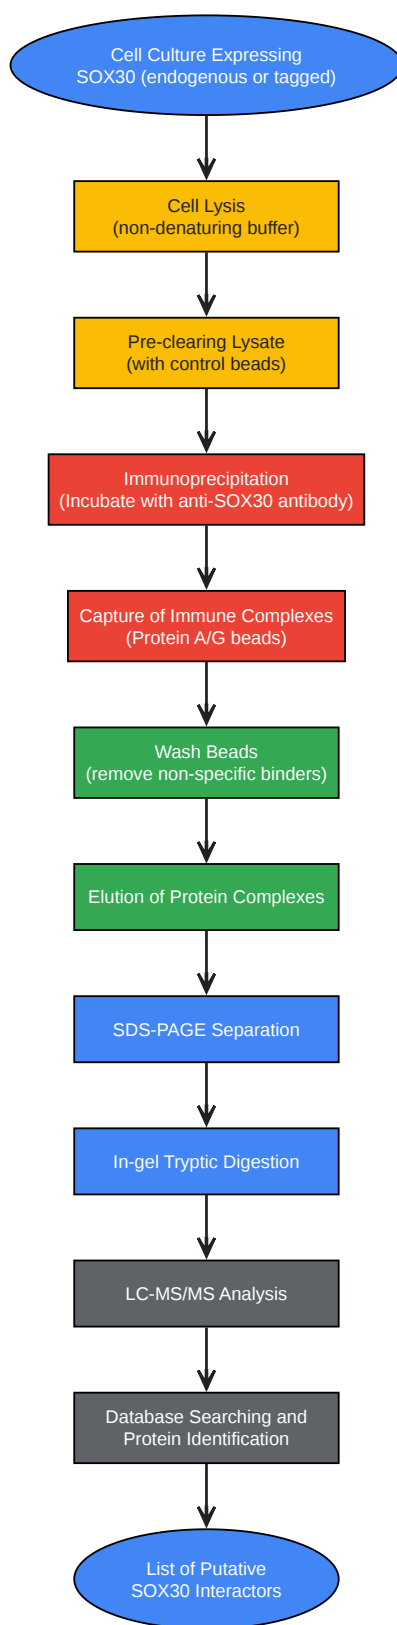 Cell Culture Expressing
SOX30 (endogenous or tagged)
Cell Lysis
(non-denaturing buffer)
Pre-clearing Lysate
(with control beads)
Immunoprecipitation
(Incubate with anti-SOX30 antibody)
Capture of Immune Complexes
(Protein A/G beads)
Wash Beads
(remove non-specific binders)
Elution of Protein Complexes
SDS-PAGE Separation
In-gel Tryptic Digestion
LC-MS/MS Analysis
Database Searching and
Protein Identification
List of Putative
SOX30 Interactors